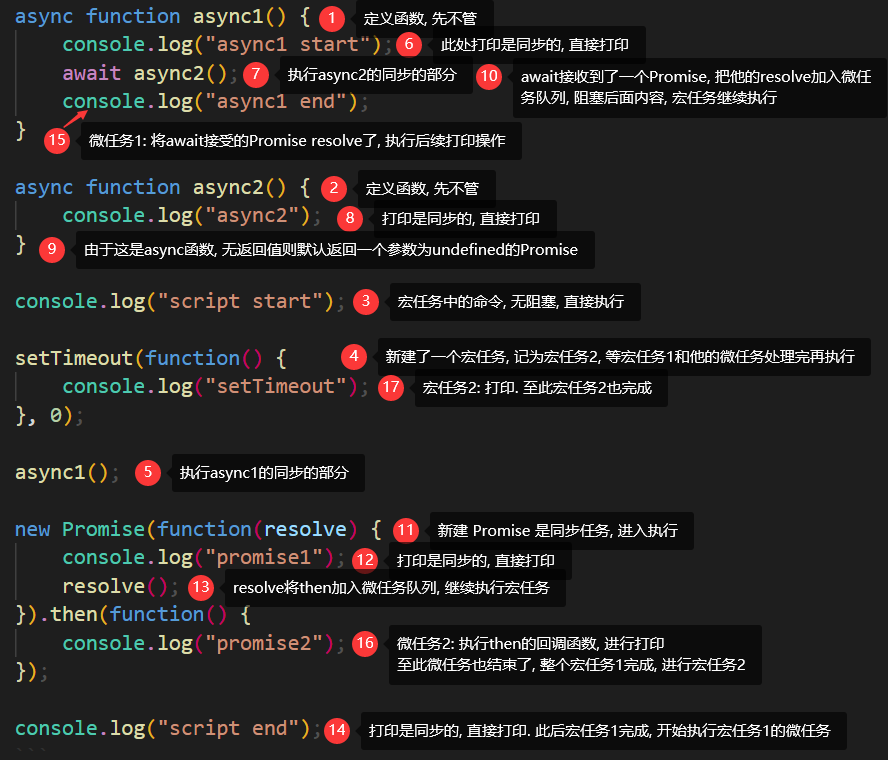 async function async1() { 1 定义函数, 先不管
console.log("async1 start"); 6 此处打印是同步的, 直接打印
await async2(); 7 执行async2的同步的部分 10 await接收到了一个Promise, 把他的resolve加入微任
务队列, 阻塞后面内容, 宏任务继续执行
console.log("async1 end");
} 15 微任务1: 将await接受的Promise resolve了, 执行后续打印操作
async function async2() { 2 定义函数, 先不管
console.log("async2"); 8 打印是同步的, 直接打印
} 9 由于这是async函数, 无返回值则默认返回一个参数为undefined的Promise
console.log("script start"); 3 宏任务中的命令, 无阻塞, 直接执行
setTimeout(function() { 4 新建了一个宏任务, 记为宏任务2, 等宏任务1和他的微任务处理完再执行
console.log("setTimeout"); 17 宏任务2: 打印. 至此宏任务2也完成
}, 0);
async1(); 5 执行async1的同步的部分
new Promise(function(resolve) { 11 新建 Promise 是同步任务, 进入执行
console.log("promise1"); 12 打印是同步的, 直接打印
resolve(); 13 resolve将then加入微任务队列, 继续执行宏任务
}).then(function() {
console.log("promise2"); 16 微任务2: 执行then的回调函数, 进行打印
至此微任务也结束了, 整个宏任务1完成, 进行宏任务2
});
console.log("script end"); 14 打印是同步的, 直接打印. 此后宏任务1完成, 开始执行宏任务1的微任务
```